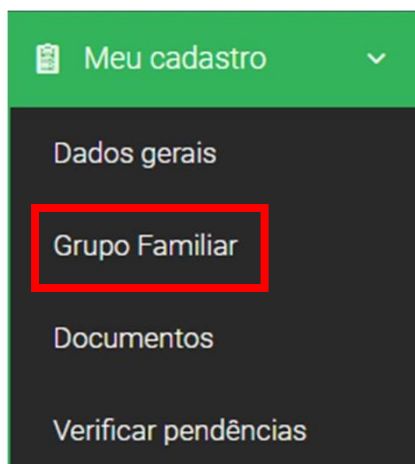 Meu cadastro
Dados gerais
Grupo Familiar
Documentos
Verificar pendências